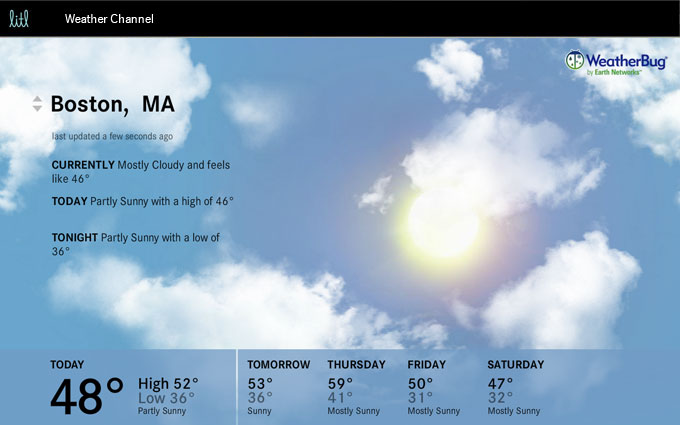 litl Weather Channel
WeatherBug
by Earth Networks™
Boston, MA
last updated a few seconds ago
CURRENTLY Mostly Cloudy and feels
like 46°
TODAY Partly Sunny with a high of 46°
TONIGHT Partly Sunny with a low of
36°
TODAY
48°
High 52°
Low 36°
Partly Sunny
TOMORROW
53°
36°
Sunny
THURSDAY
59°
41°
Mostly Sunny
FRIDAY
50°
31°
Mostly Sunny
SATURDAY
47°
32°
Mostly Sunny